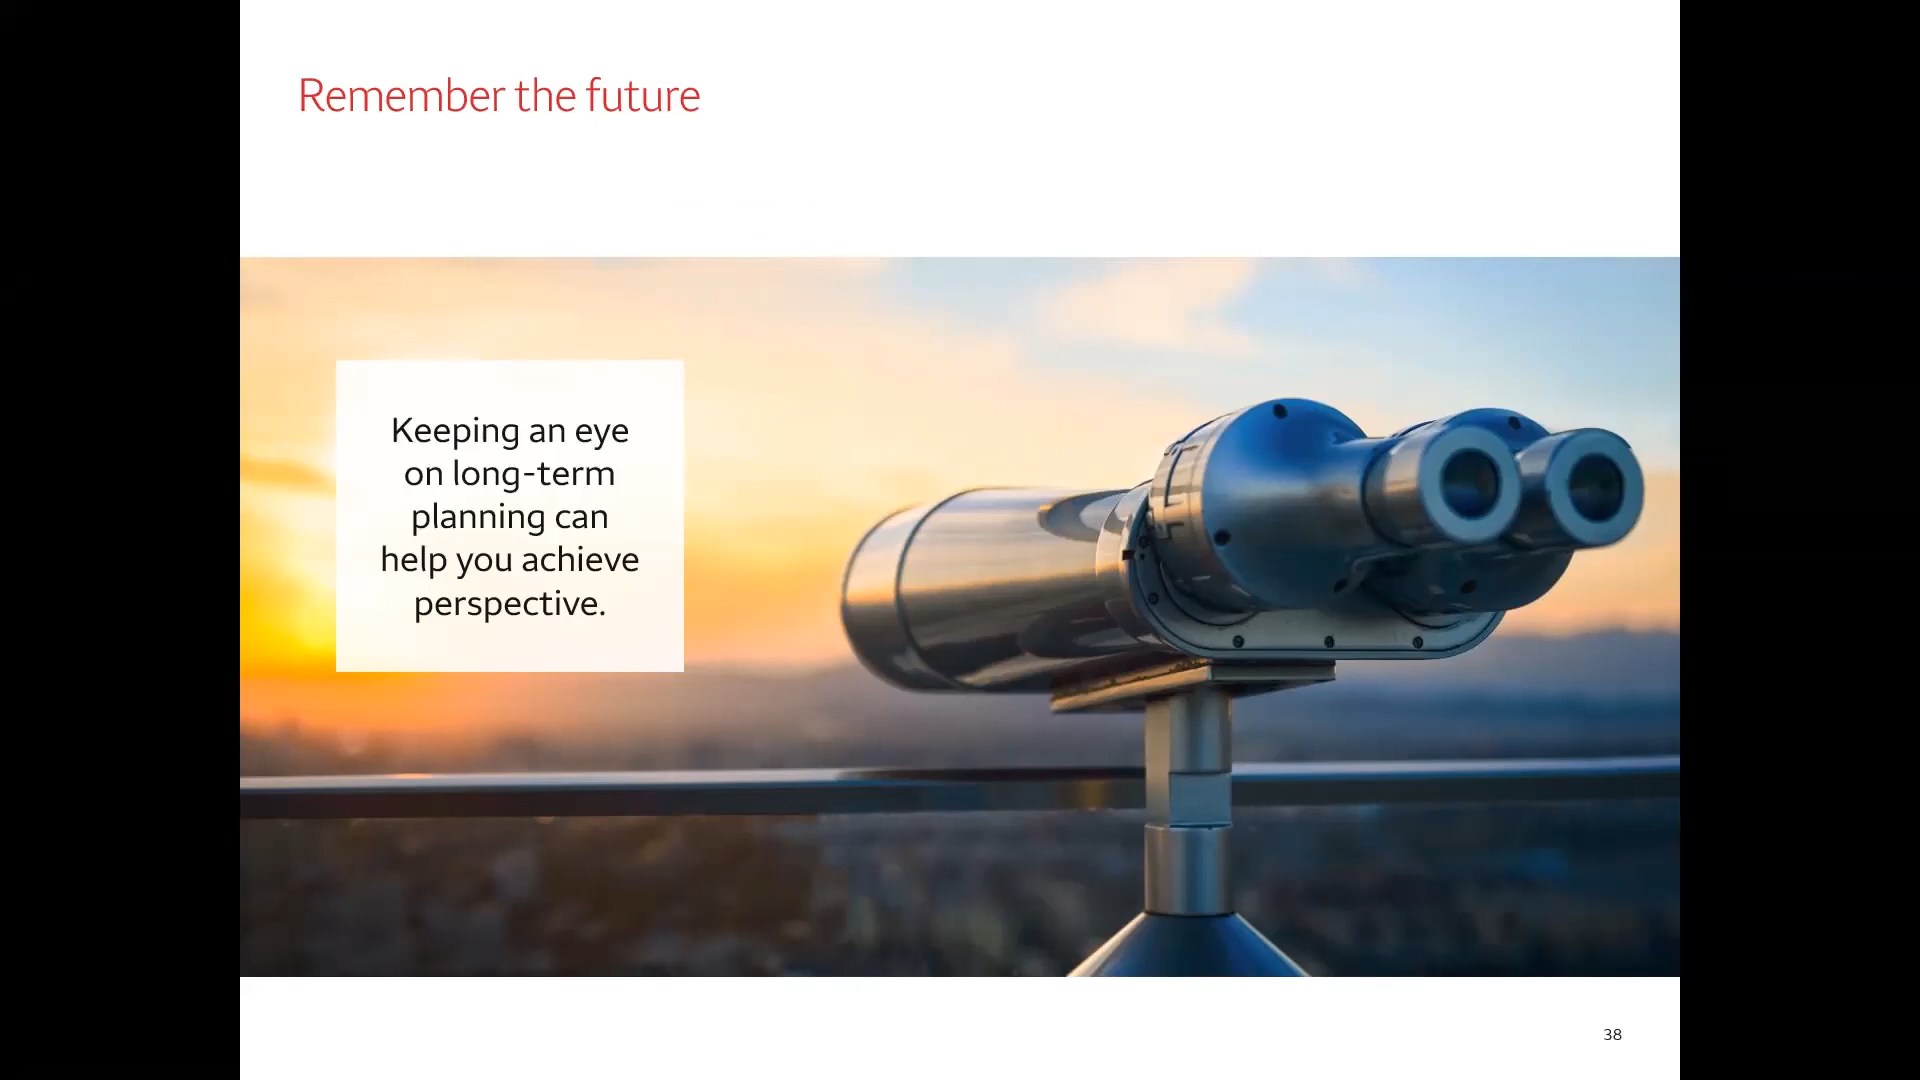 Remember the future
Keeping an eye
on long-term
planning can
help you achieve
perspective.
38